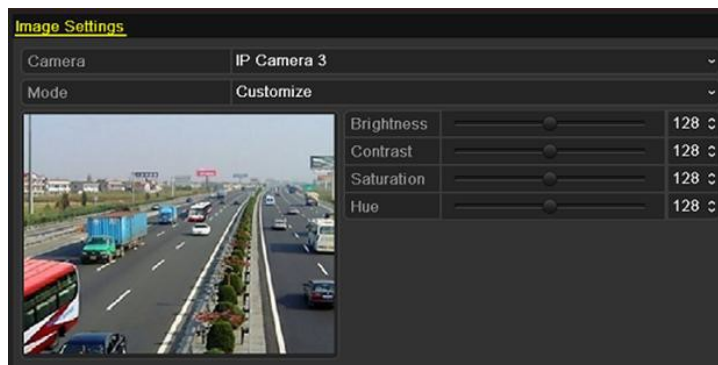 Image Settings
Camera IP Camera 3
Mode Customize
Brightness 128
Contrast 128
Saturation 128
Hue 128